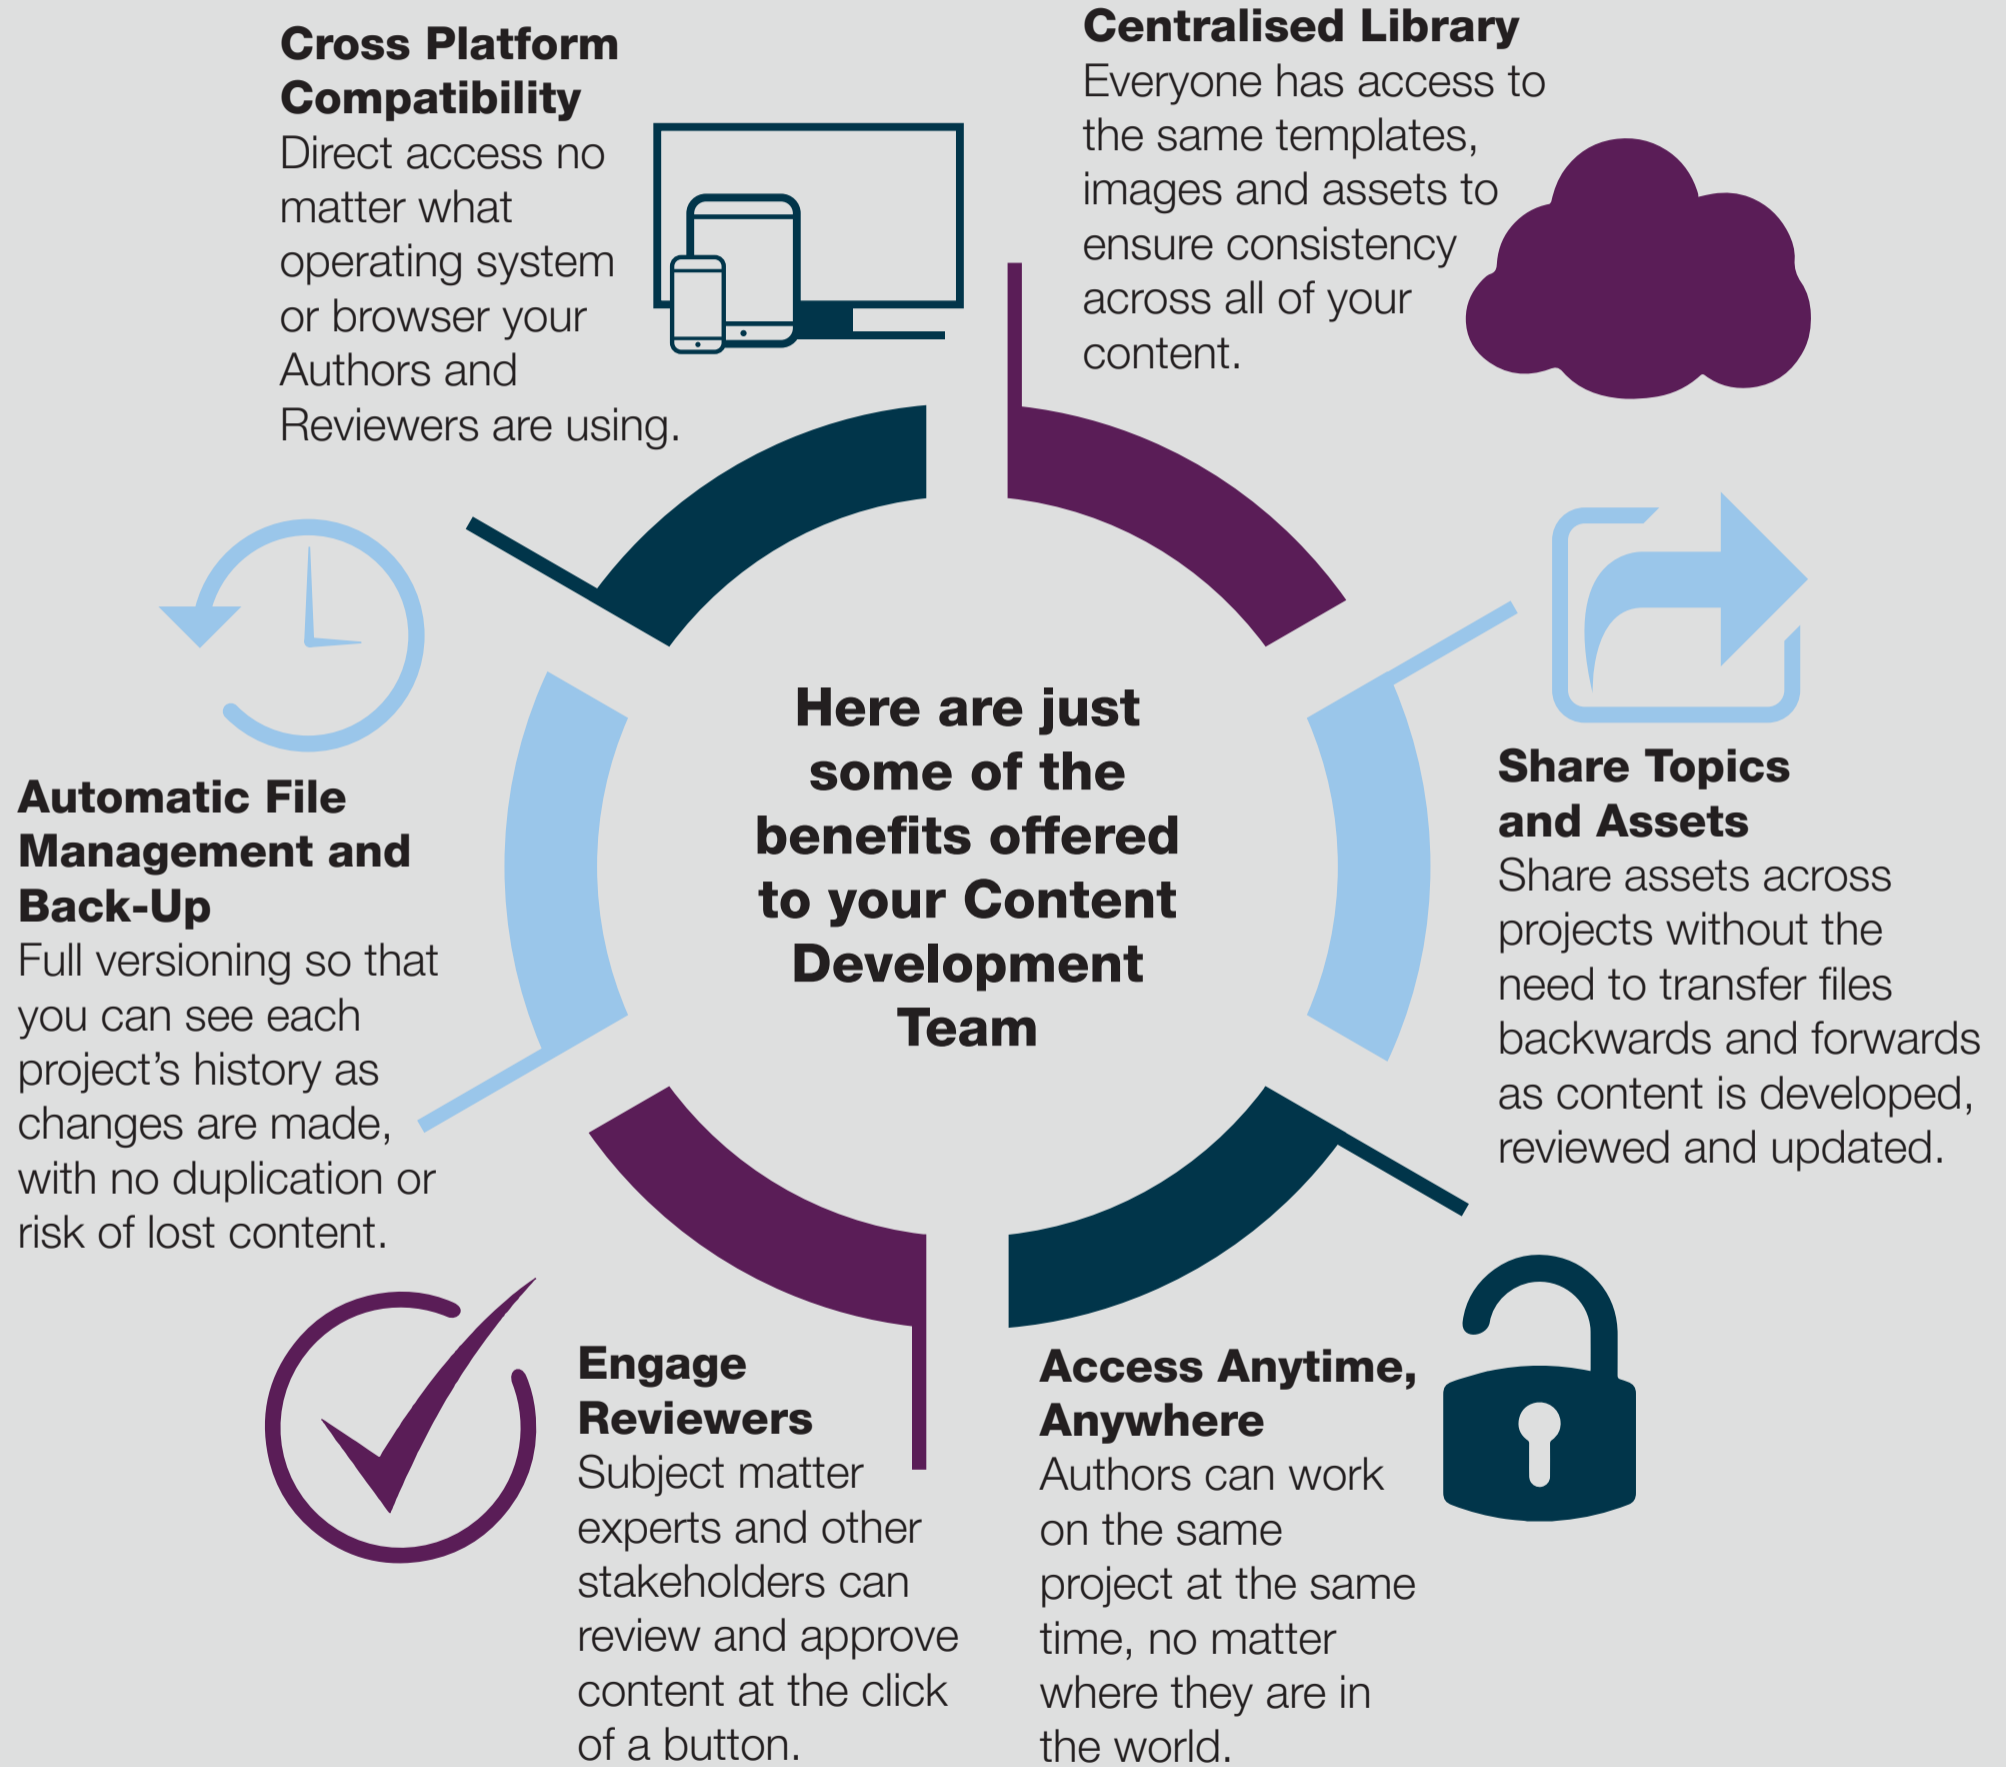 Cross Platform
Compatibility
Direct access no
matter what
operating system
or browser your
Authors and
Reviewers are using.
Centralised Library
Everyone has access to
the same templates,
images and assets to
ensure consistency
across all of your
content.
Share Topics
and Assets
Share assets across
projects without the
need to transfer files
backwards and forwards
as content is developed,
reviewed and updated.
Access Anytime,
Anywhere
Authors can work
on the same
project at the same
time, no matter
where they are in
the world.
Engage
Reviewers
Subject matter
experts and other
stakeholders can
review and approve
content at the click
of a button.
Automatic File
Management and
Back-Up
Full versioning so that
you can see each
project’s history as
changes are made,
with no duplication or
risk of lost content.
Here are just
some of the
benefits offered
to your Content
Development
Team